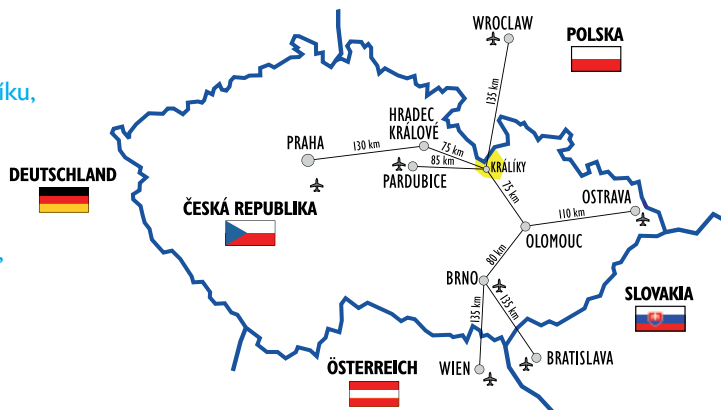 WROCLAW
POLSKA
íku,
135 km
HRADEC
KRÁLOVÉ
PRAHA
130 km
75 km
85 km
KRÁLÍKY
DEUTSCHLAND
PARDUBICE
75 km
OSTRAVA
ČESKÁ REPUBLIKA
110 km
OLOMOUC
,
80 km
BRNO
SLOVAKIA
135 km
135 km
ÖSTERREICH
WIEN
BRATISLAVA